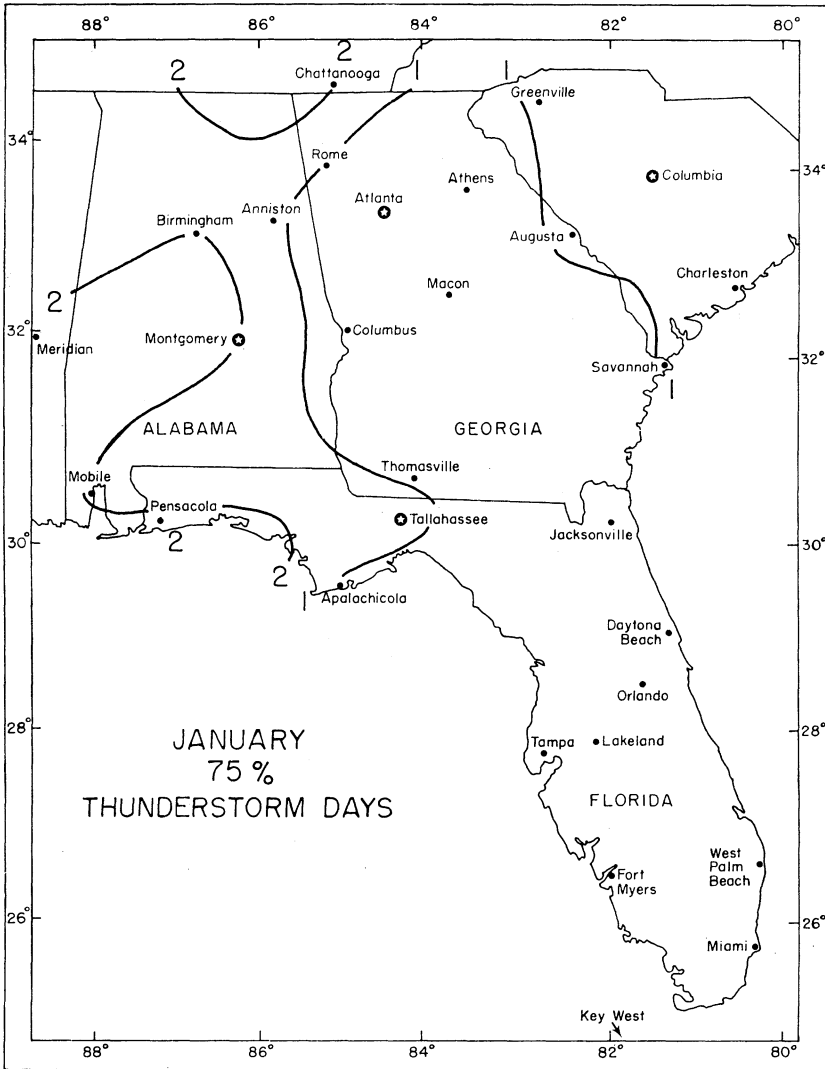 88° 86° 84° 82° 80°
2 2 1 1
Chattanooga
Greenville
34° 34°
Rome
Athens
Columbia
Atlanta
Anniston
Birmingham
Augusta
Charleston
Macon
2
32° 32°
Meridian
Montgomery
Columbus
Savannah
1
ALABAMA GEORGIA
Mobile
Thomasville
Pensacola
Tallahassee
2
Jacksonville
30° 30°
2
Apalachicola
1
Daytona
Beach
Orlando
28° 28°
JANUARY
75%
THUNDERSTORM DAYS
Tampa
Lakeland
FLORIDA
West
Palm
Beach
Fort
Myers
26° 26°
Miami
Key West
88° 86° 84° 82° 80°